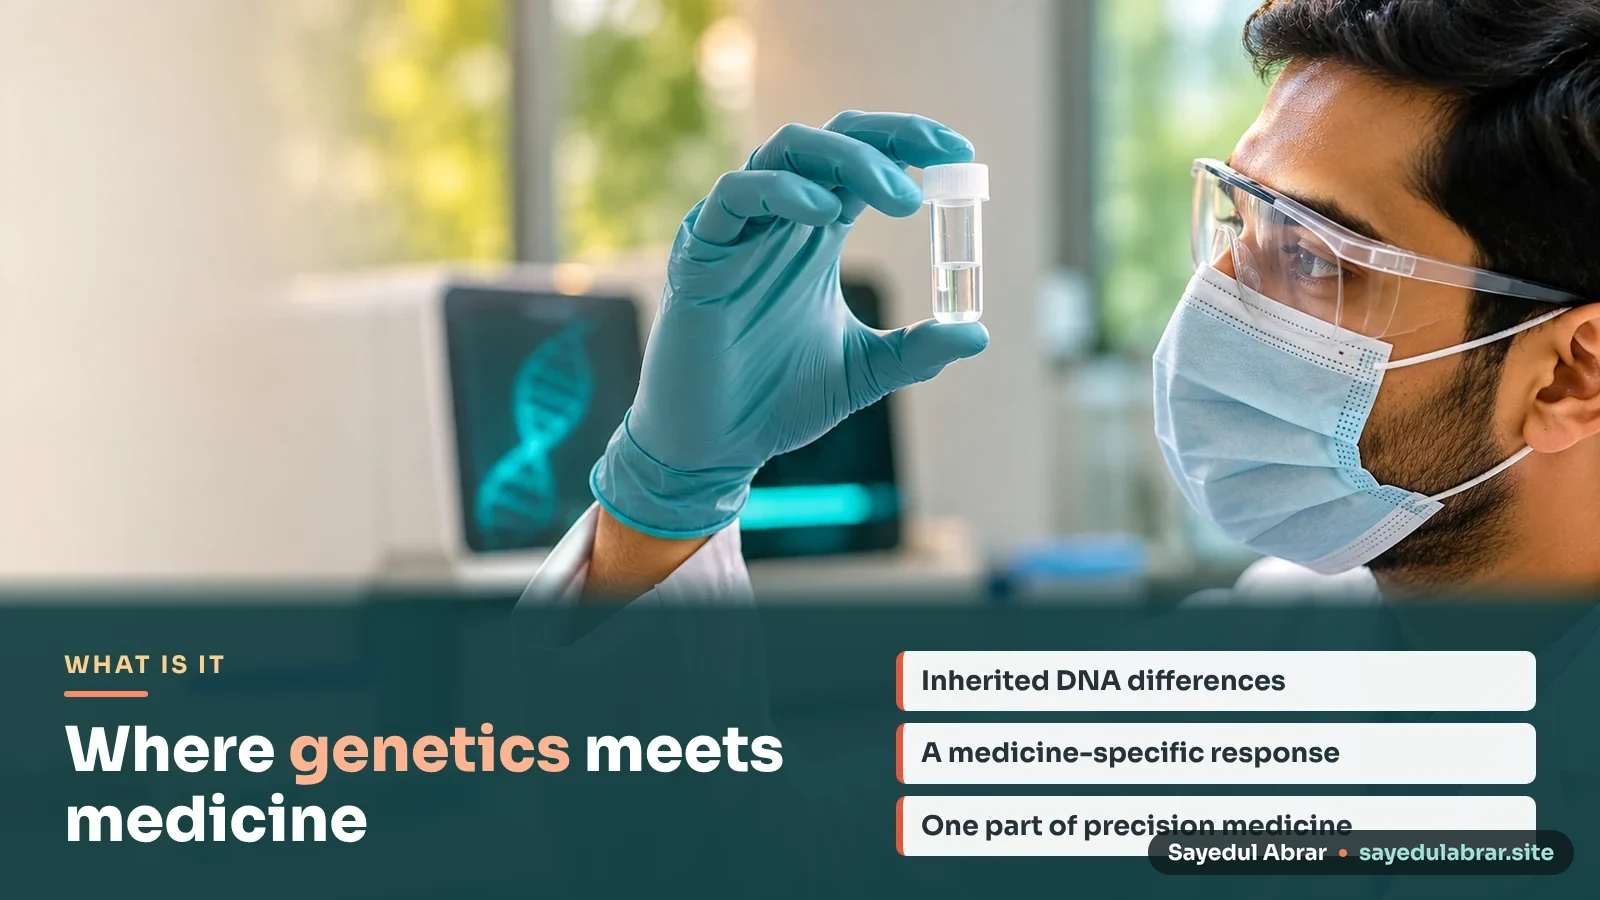 WHAT IS IT
Where genetics meets
medicine
Inherited DNA differences
A medicine-specific response
One part of precision medicine
Sayedul Abrar • sayedulabrar.site